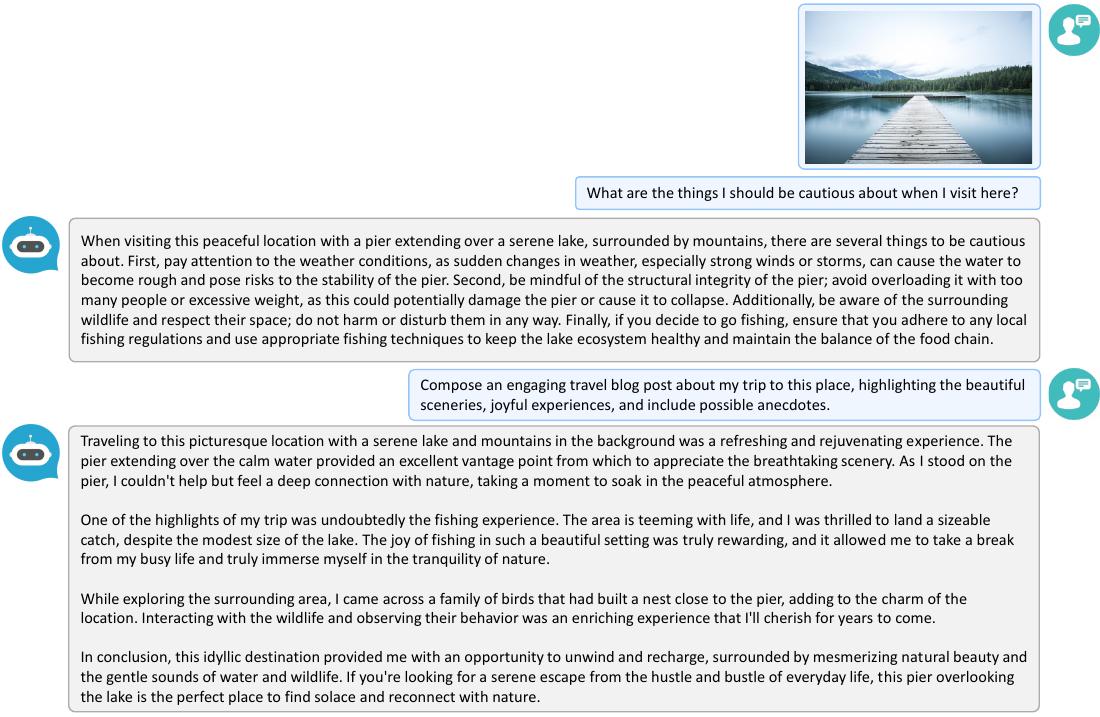 What are the things I should be cautious about when I visit here?
When visiting this peaceful location with a pier extending over a serene lake, surrounded by mountains, there are several things to be cautious
about. First, pay attention to the weather conditions, as sudden changes in weather, especially strong winds or storms, can cause the water to
become rough and pose risks to the stability of the pier. Second, be mindful of the structural integrity of the pier; avoid overloading it with too
many people or excessive weight, as this could potentially damage the pier or cause it to collapse. Additionally, be aware of the surrounding
wildlife and respect their space; do not harm or disturb them in any way. Finally, if you decide to go fishing, ensure that you adhere to any local
fishing regulations and use appropriate fishing techniques to keep the lake ecosystem healthy and maintain the balance of the food chain.
Compose an engaging travel blog post about my trip to this place, highlighting the beautiful
sceneries, joyful experiences, and include possible anecdotes.
Traveling to this picturesque location with a serene lake and mountains in the background was a refreshing and rejuvenating experience. The
pier extending over the calm water provided an excellent vantage point from which to appreciate the breathtaking scenery. As I stood on the
pier, I couldn't help but feel a deep connection with nature, taking a moment to soak in the peaceful atmosphere.
One of the highlights of my trip was undoubtedly the fishing experience. The area is teeming with life, and I was thrilled to land a sizeable
catch, despite the modest size of the lake. The joy of fishing in such a beautiful setting was truly rewarding, and it allowed me to take a break
from my busy life and truly immerse myself in the tranquility of nature.
While exploring the surrounding area, I came across a family of birds that had built a nest close to the pier, adding to the charm of the
location. Interacting with the wildlife and observing their behavior was an enriching experience that I'll cherish for years to come.
In conclusion, this idyllic destination provided me with an opportunity to unwind and recharge, surrounded by mesmerizing natural beauty and
the gentle sounds of water and wildlife. If you're looking for a serene escape from the hustle and bustle of everyday life, this pier overlooking
the lake is the perfect place to find solace and reconnect with nature.